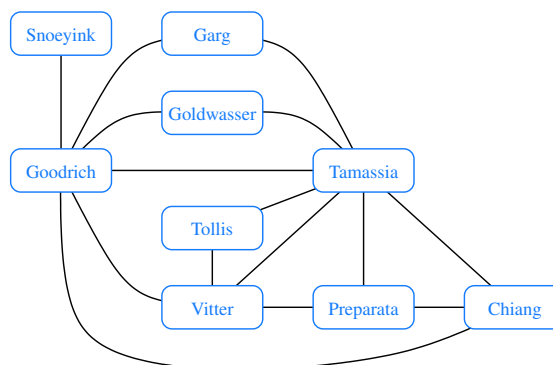 Snoeyink
Garg
Goldwasser
Goodrich
Tamassia
Tollis
Vitter
Preparata
Chiang